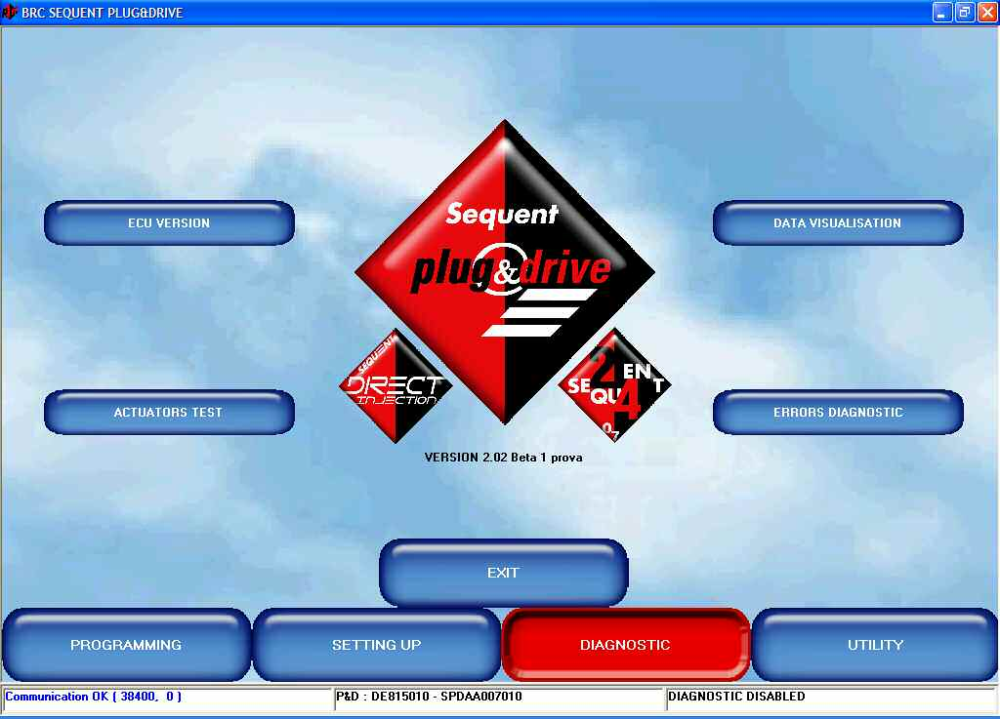 BRC SEQUENT PLUG&DRIVE
ECU VERSION
DATA VISUALISATION
Sequent
plug&drive
SEQUENT
DIRECT
INJECTION
SEQUENT
24
07
ACTUATORS TEST
ERRORS DIAGNOSTIC
VERSION 2.02 Beta 1 prova
EXIT
PROGRAMMING
SETTING UP
DIAGNOSTIC
UTILITY
Communication OK ( 38400,  0 )
P&D : DE815010 - SPDAA007010
DIAGNOSTIC DISABLED